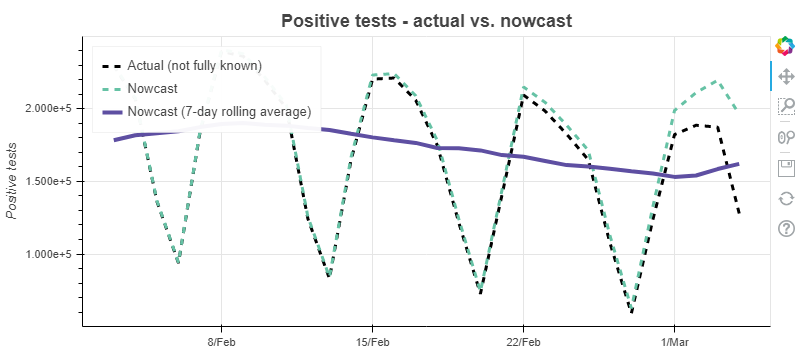 Positive tests - actual vs. nowcast
Actual (not fully known)
Nowcast
Nowcast (7-day rolling average)
Positive tests
2.000e+5
1.500e+5
1.000e+5
8/Feb
15/Feb
22/Feb
1/Mar